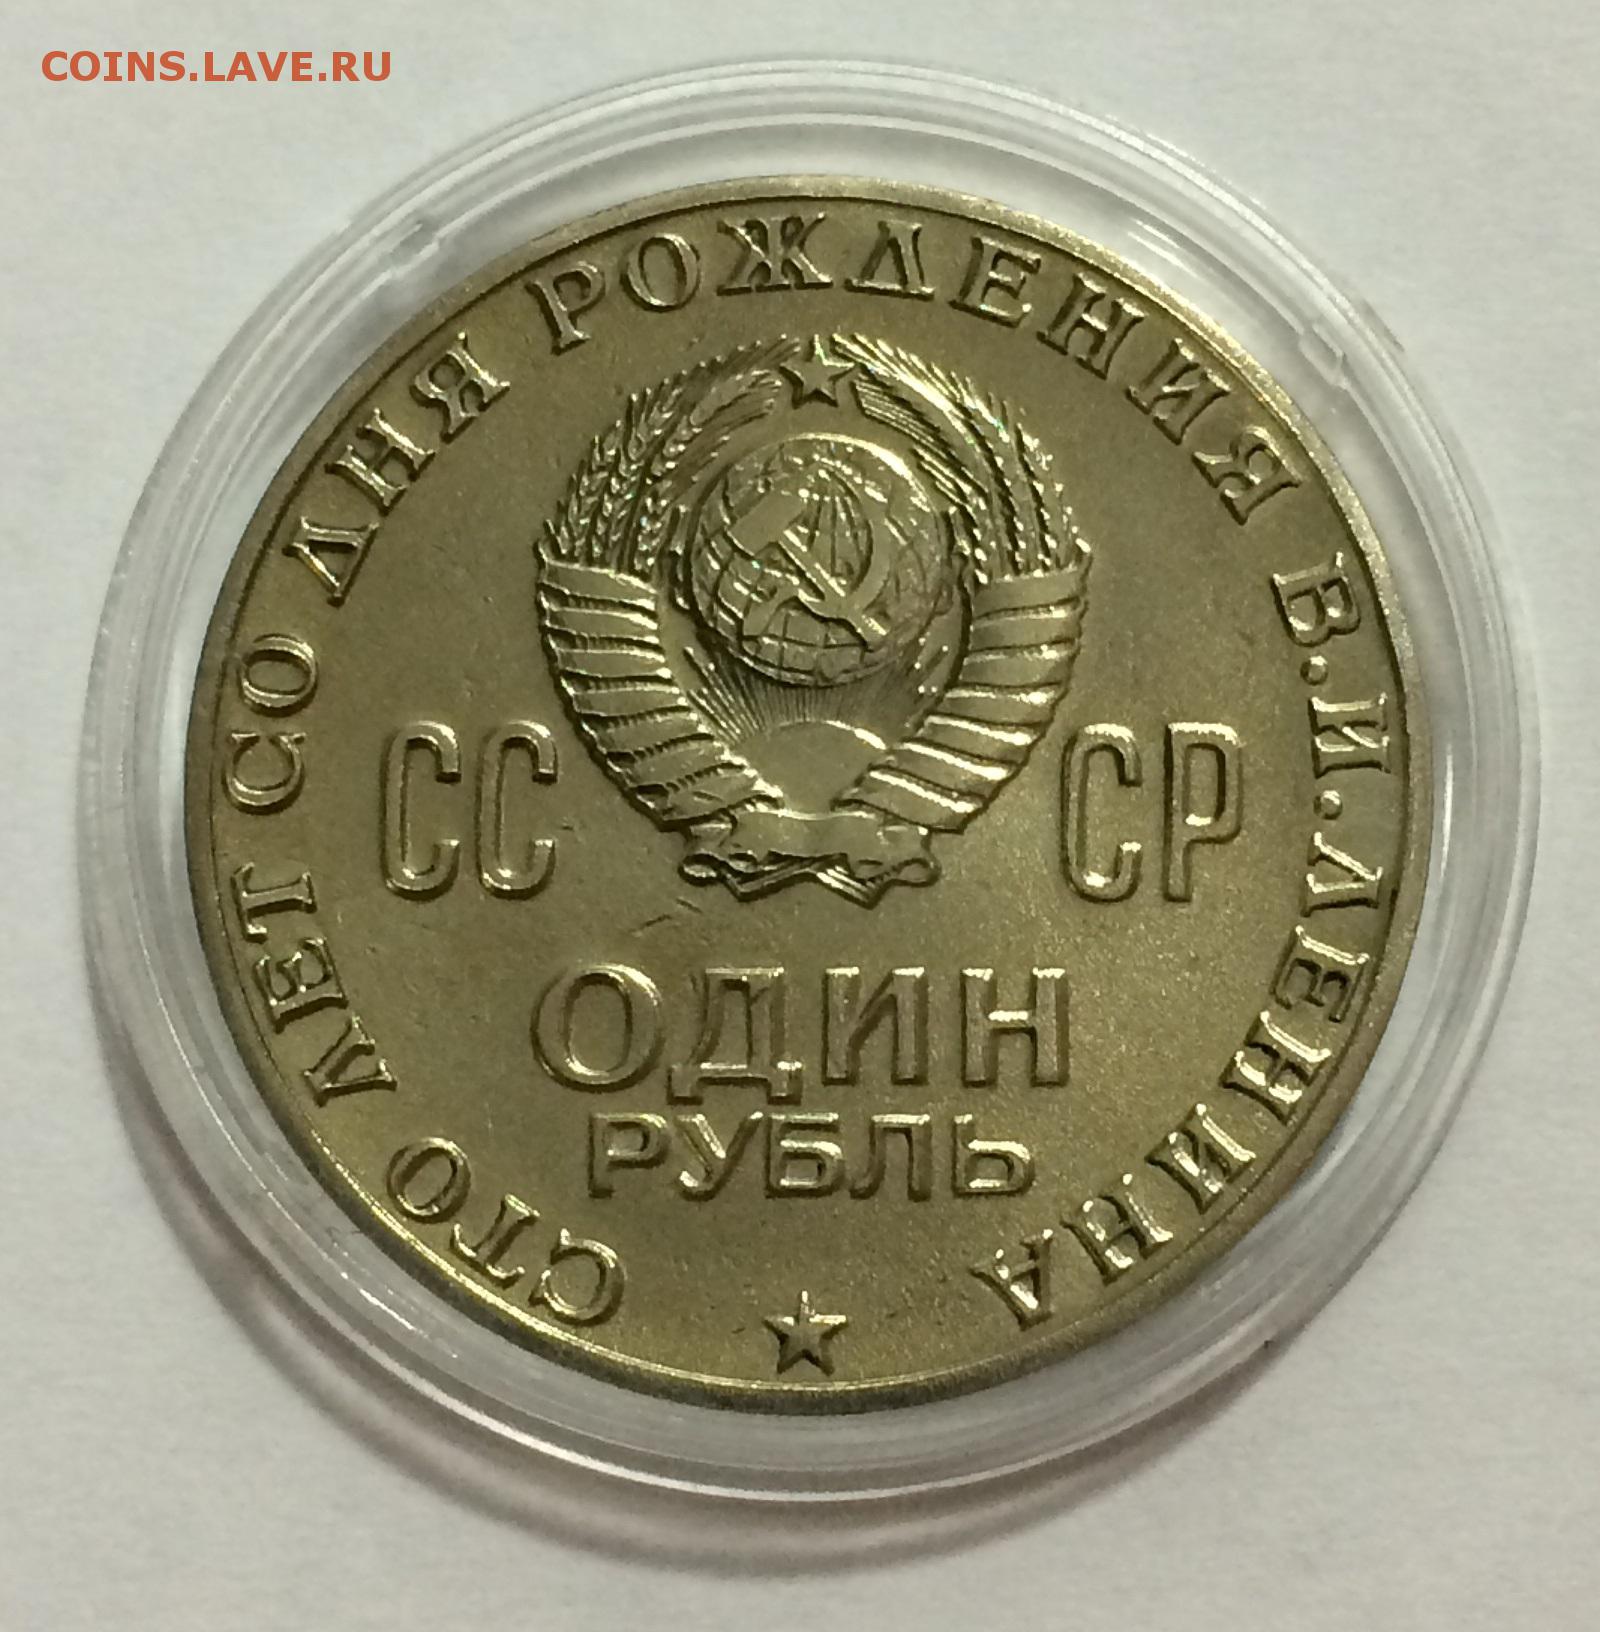 COINS.LAVE.RU
СТО ЛЕТ СО ДНЯ РОЖДЕНИЯ В.И.ЛЕНИНА
СС СР
ОДИН
РУБЛЬ